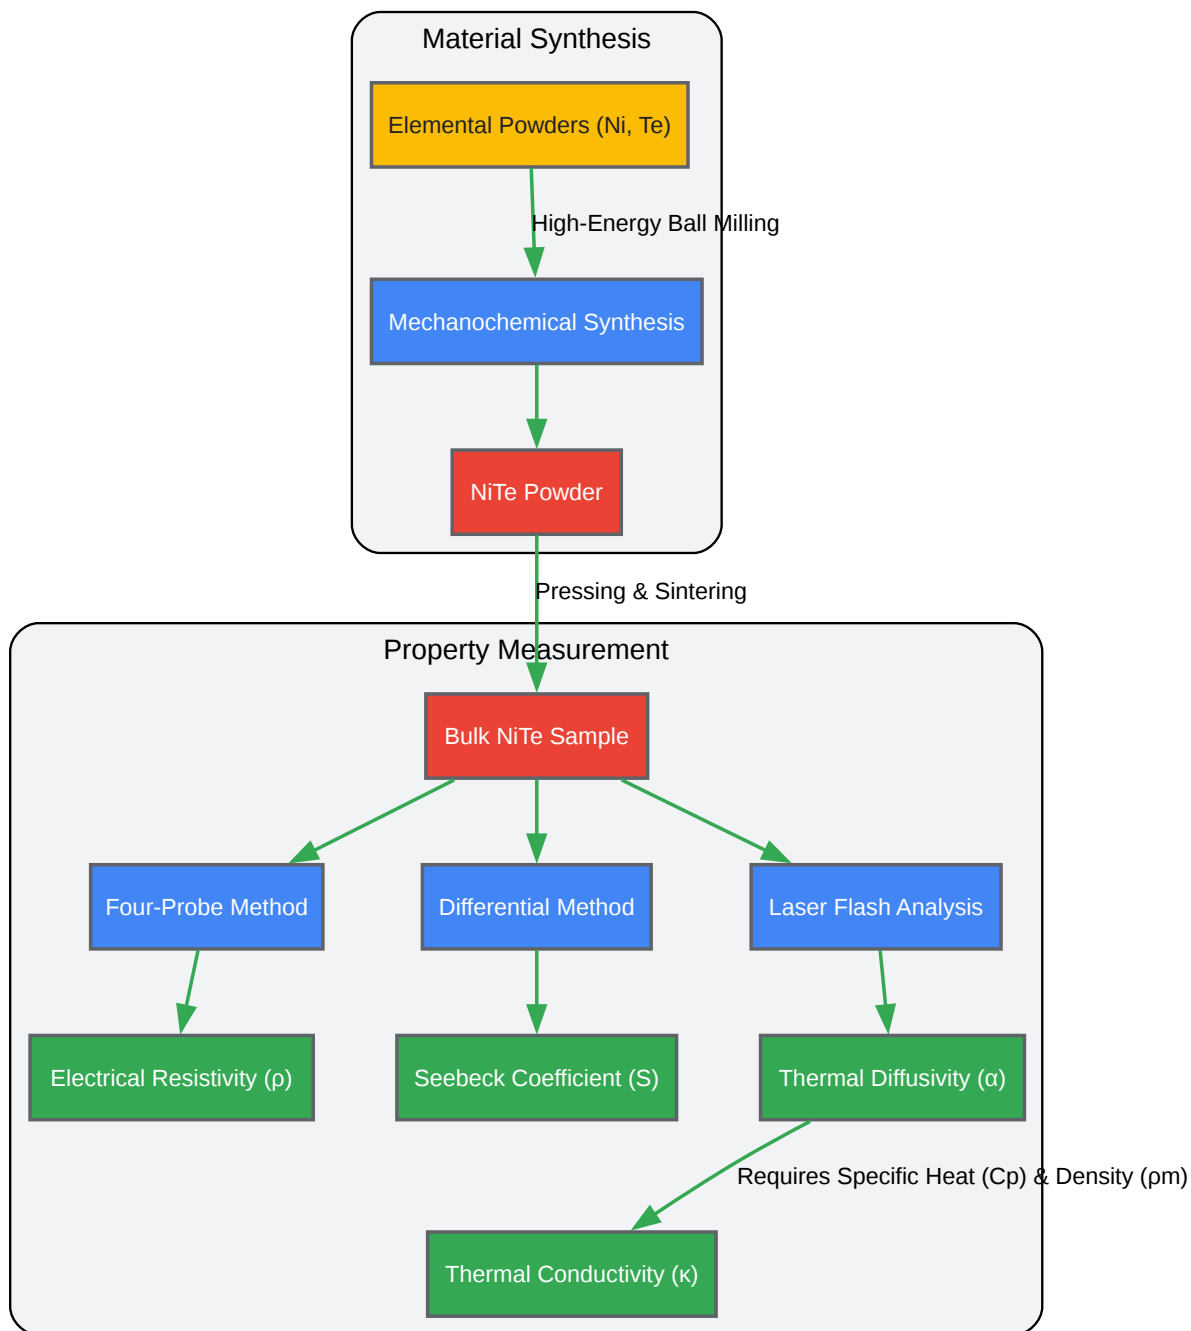 Material Synthesis
Elemental Powders (Ni, Te)
High-Energy Ball Milling
Mechanochemical Synthesis
NiTe Powder
Pressing & Sintering
Property Measurement
Bulk NiTe Sample
Four-Probe Method
Differential Method
Laser Flash Analysis
Electrical Resistivity (ρ)
Seebeck Coefficient (S)
Thermal Diffusivity (α)
Requires Specific Heat (Cp) & Density (ρm)
Thermal Conductivity (κ)